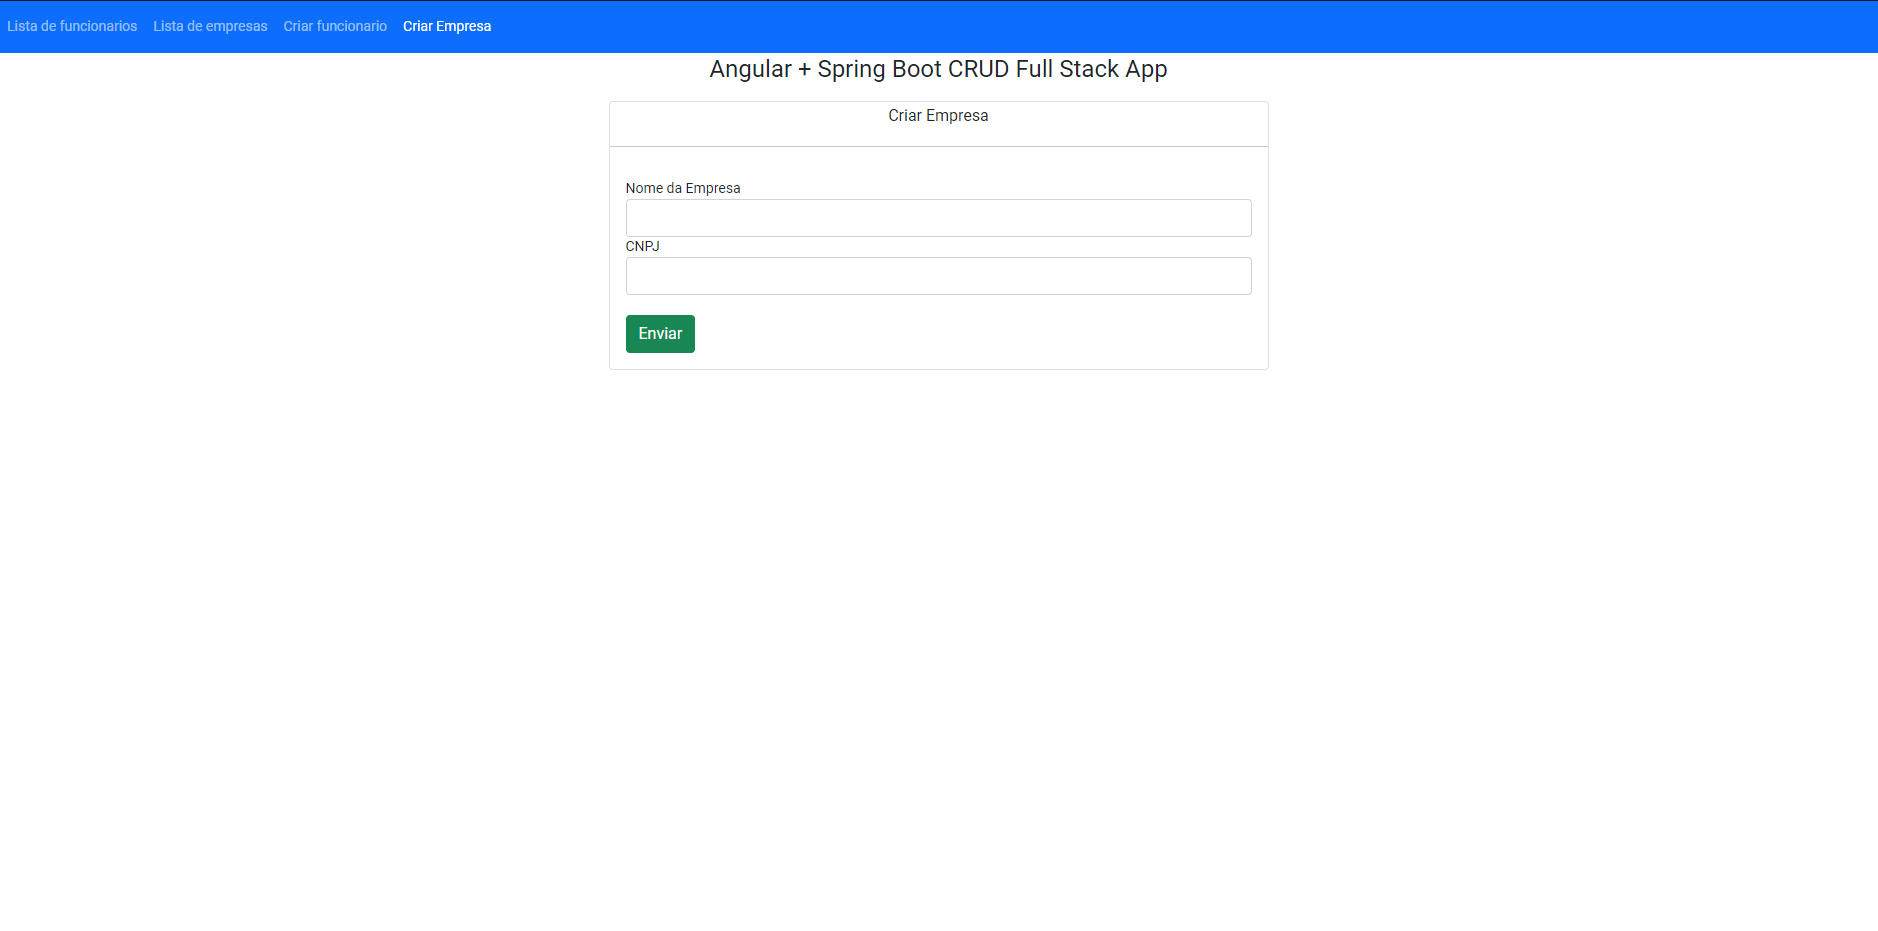 Lista de funcionarios Lista de empresas Criar funcionario Criar Empresa
Angular + Spring Boot CRUD Full Stack App
Criar Empresa
Nome da Empresa
CNPJ
Enviar